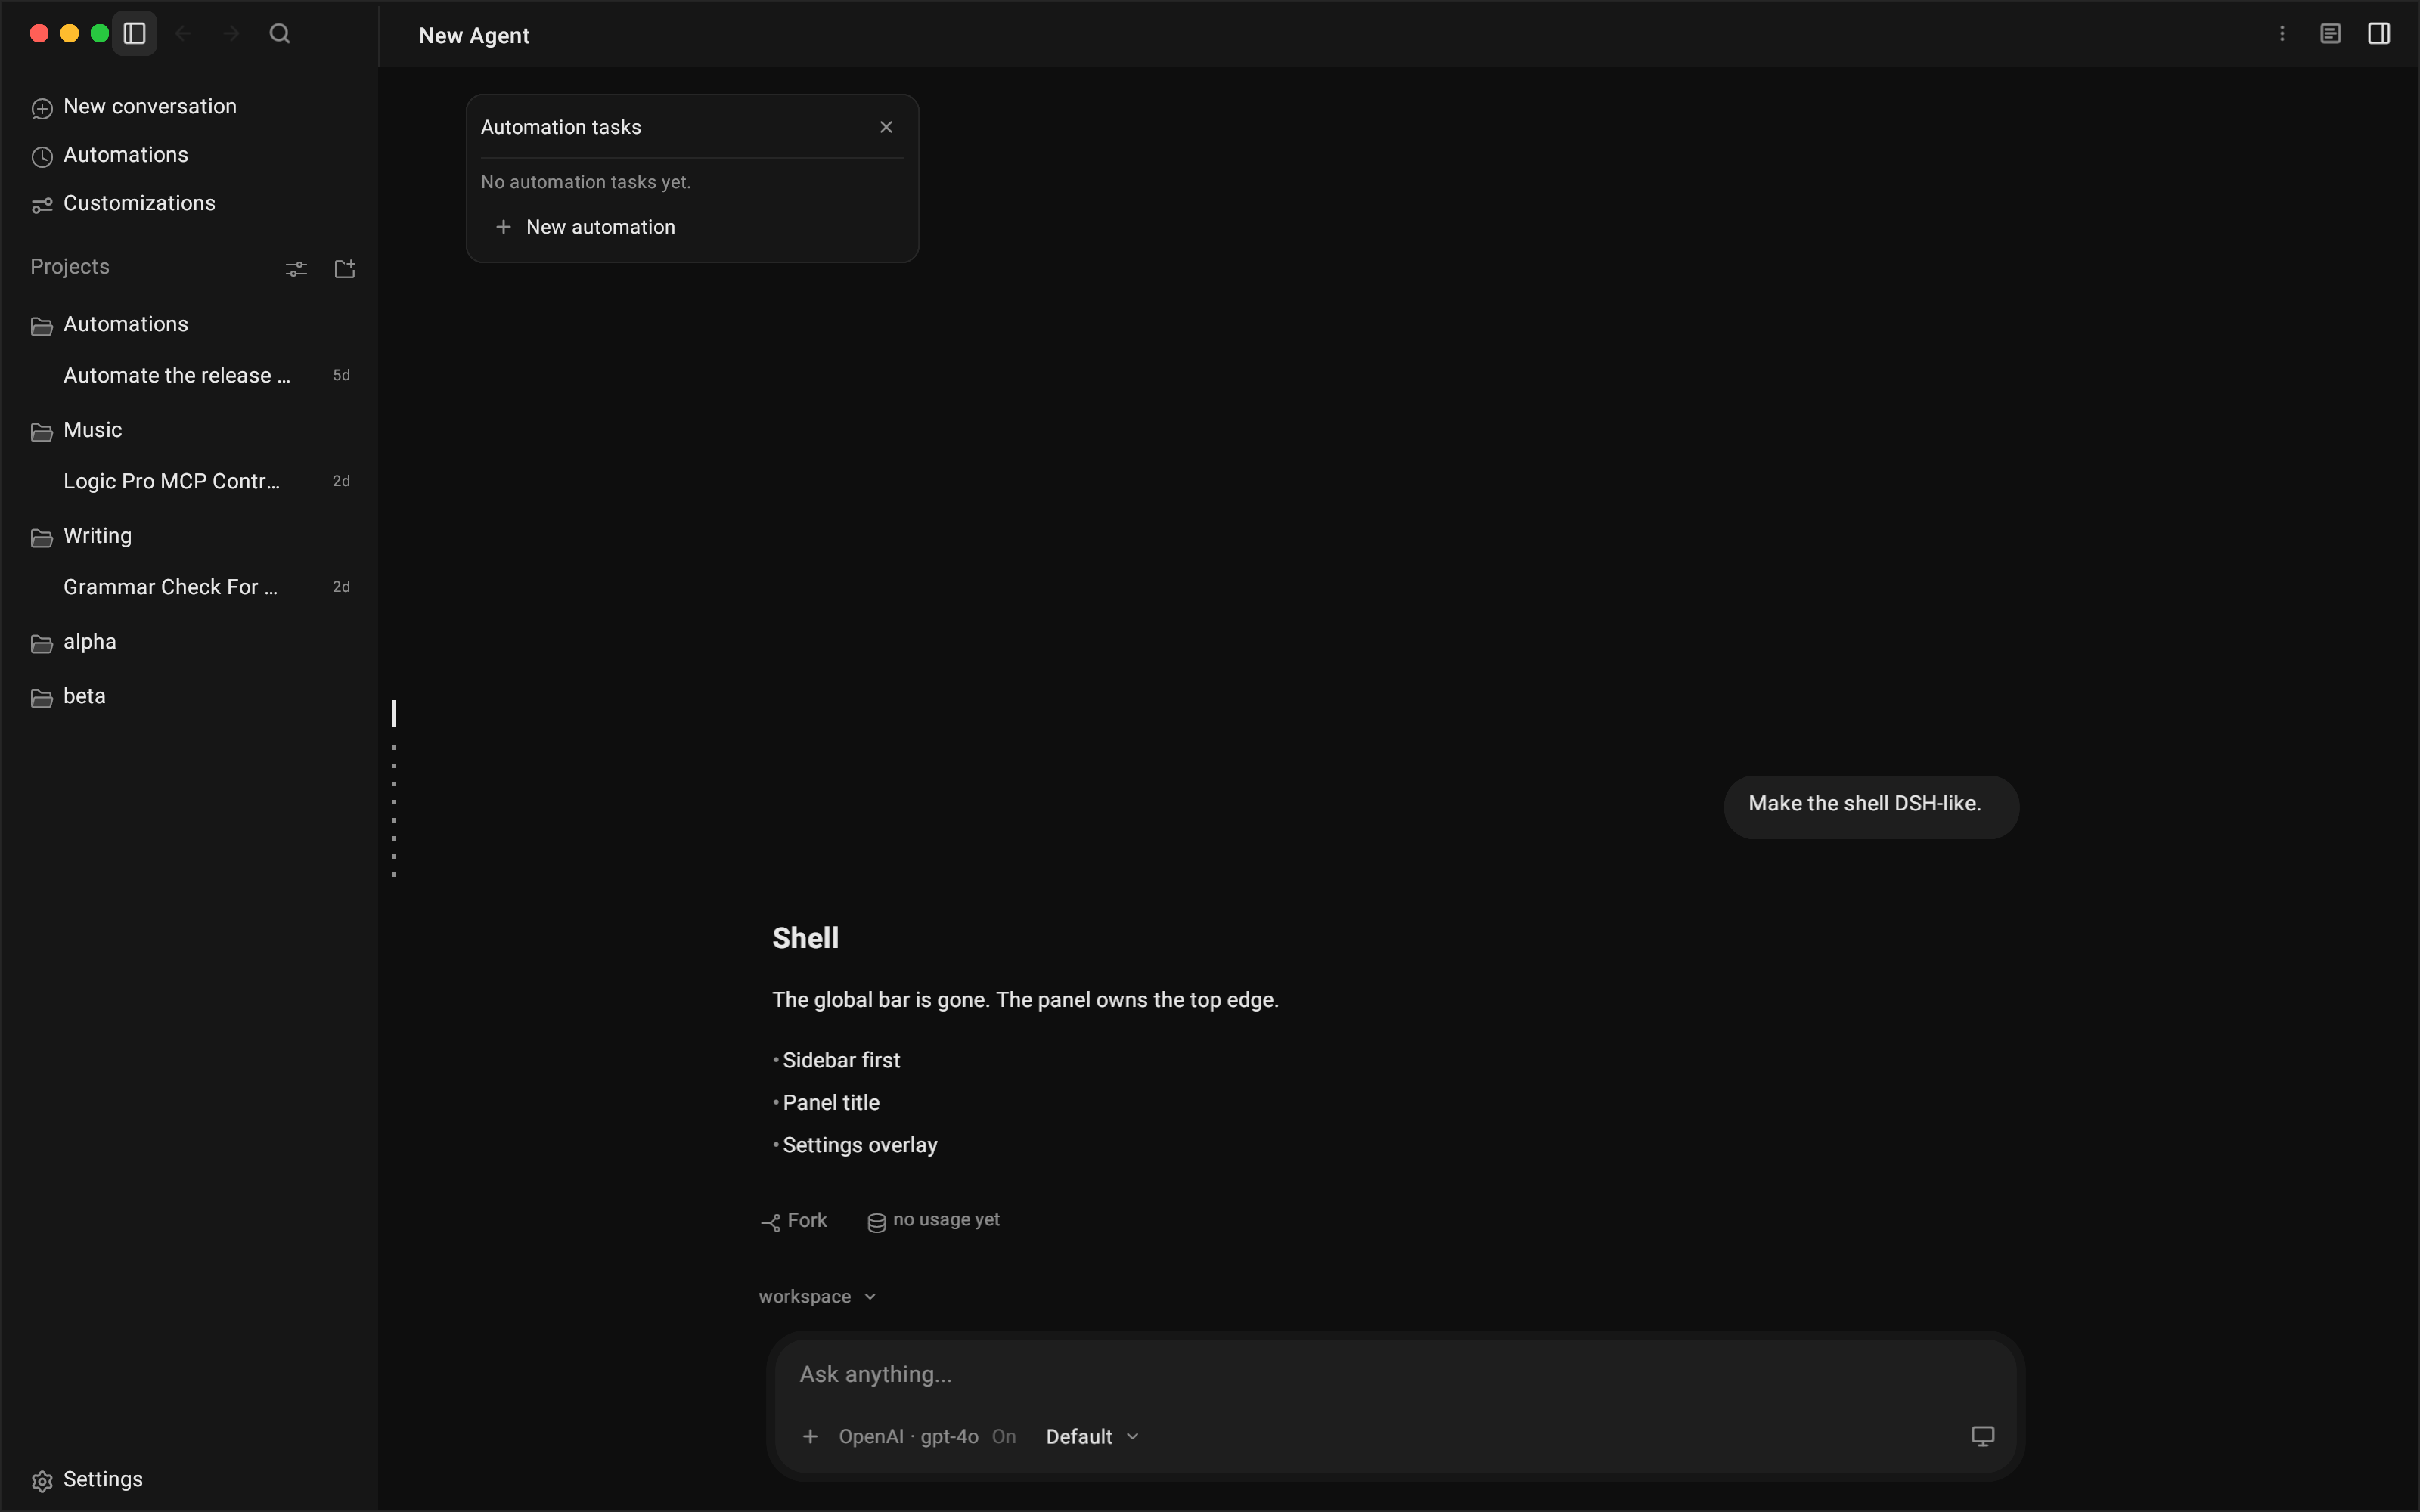 New Agent
New conversation
Automations
Customizations
Projects
Automations
Automate the release ... 5d
Music
Logic Pro MCP Contr... 2d
Writing
Grammar Check For ... 2d
alpha
beta
Settings
Automation tasks
No automation tasks yet.
+ New automation
Make the shell DSH-like.
Shell
The global bar is gone. The panel owns the top edge.
• Sidebar first
• Panel title
• Settings overlay
Fork no usage yet
workspace
Ask anything...
+ OpenAI · gpt-4o On Default